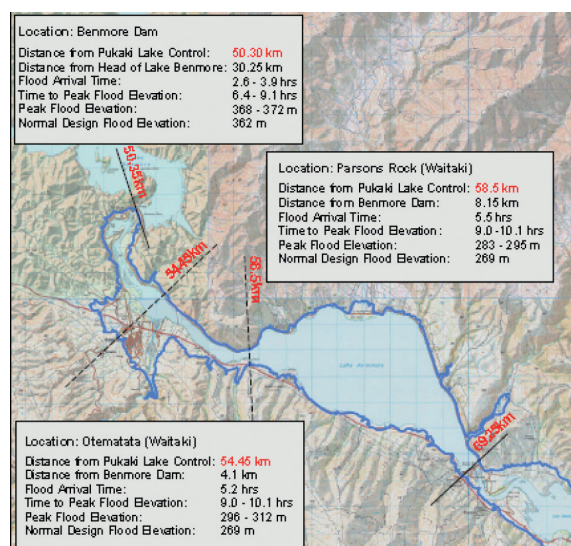 Location: Benmore Dam
Distance from Pukaki Lake Control: 50.30 km
Distance from Head of Lake Benmore: 30.25 km
Flood Arrival Time: 2.6 - 3.9 hrs
Time to Peak Flood Elevation: 6.4 - 9.1 hrs
Peak Flood Elevation: 368 - 372 m
Normal Design Flood Elevation: 362 m
50.35km
Location: Parsons Rock (Waitaki)
Distance from Pukaki Lake Control: 58.5 km
Distance from Benmore Dam: 8.15 km
Flood Arrival Time: 5.5 hrs
Time to Peak Flood Elevation: 9.0 - 10.1 hrs
Peak Flood Elevation: 283 - 295 m
Normal Design Flood Elevation: 269 m
54.45km
58.5km
Lake Aviemore
69.25km
Location: Otematata (Waitaki)
Distance from Pukaki Lake Control: 54.45 km
Distance from Benmore Dam: 4.1 km
Flood Arrival Time: 5.2 hrs
Time to Peak Flood Elevation: 9.0 - 10.1 hrs
Peak Flood Elevation: 296 - 312 m
Normal Design Flood Elevation: 269 m